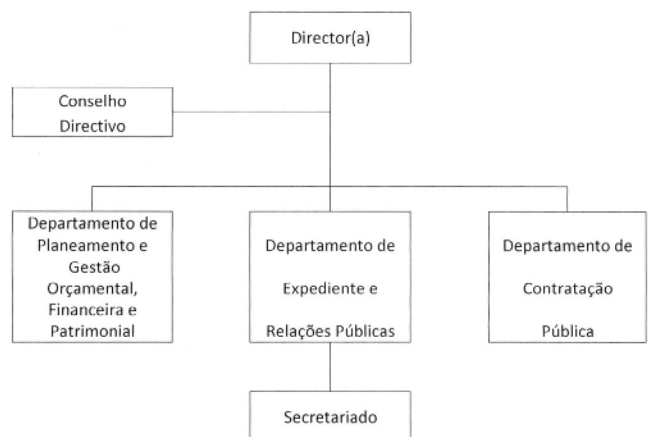 Director(a)
Conselho
Directivo
Departamento de
Planeamento e
Gestão
Orçamental,
Financeira e
Patrimonial
Departamento de
Expediente e
Relações Públicas
Departamento de
Contratação
Pública
Secretariado